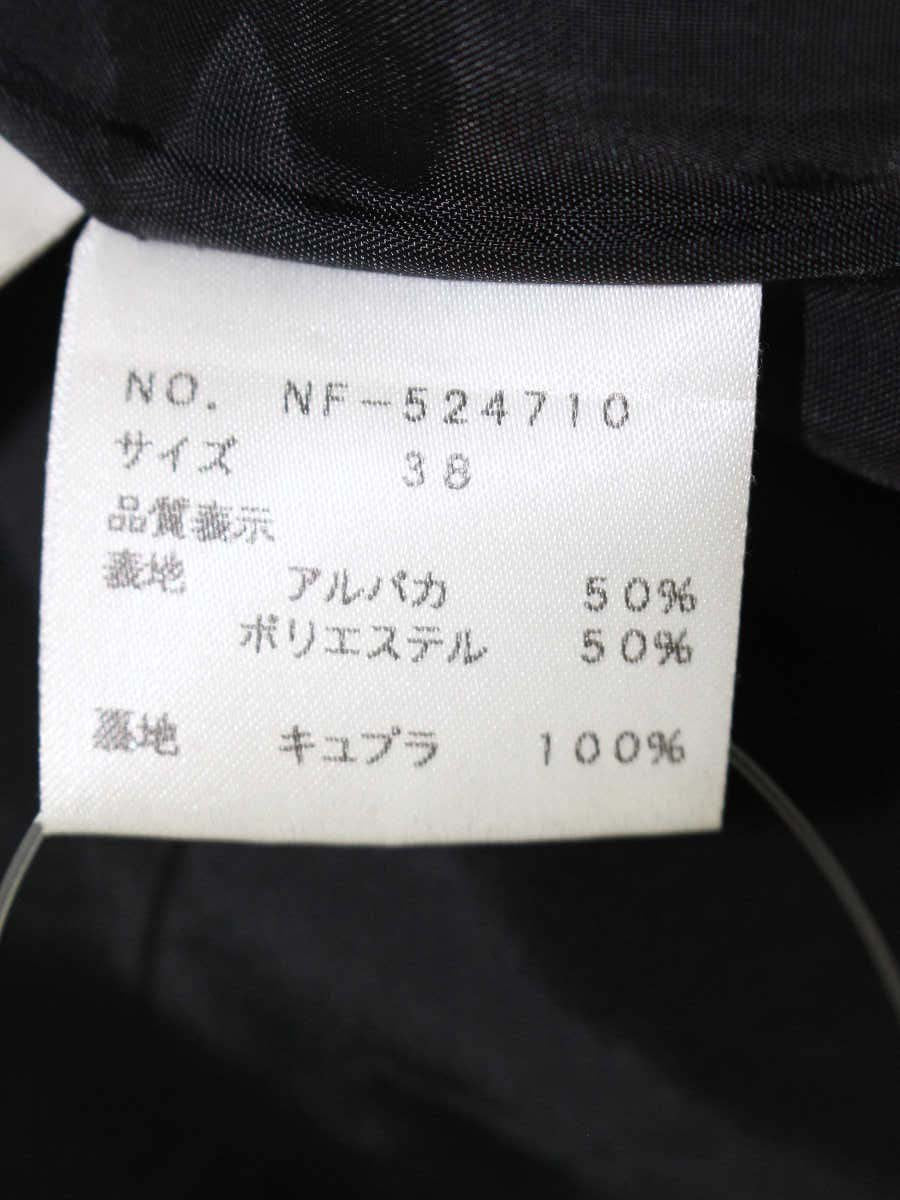 NO. NF-524710
サイズ 38
品質表示
表地 アルパカ 50%
ポリエステル 50%
裏地 キュプラ 100%